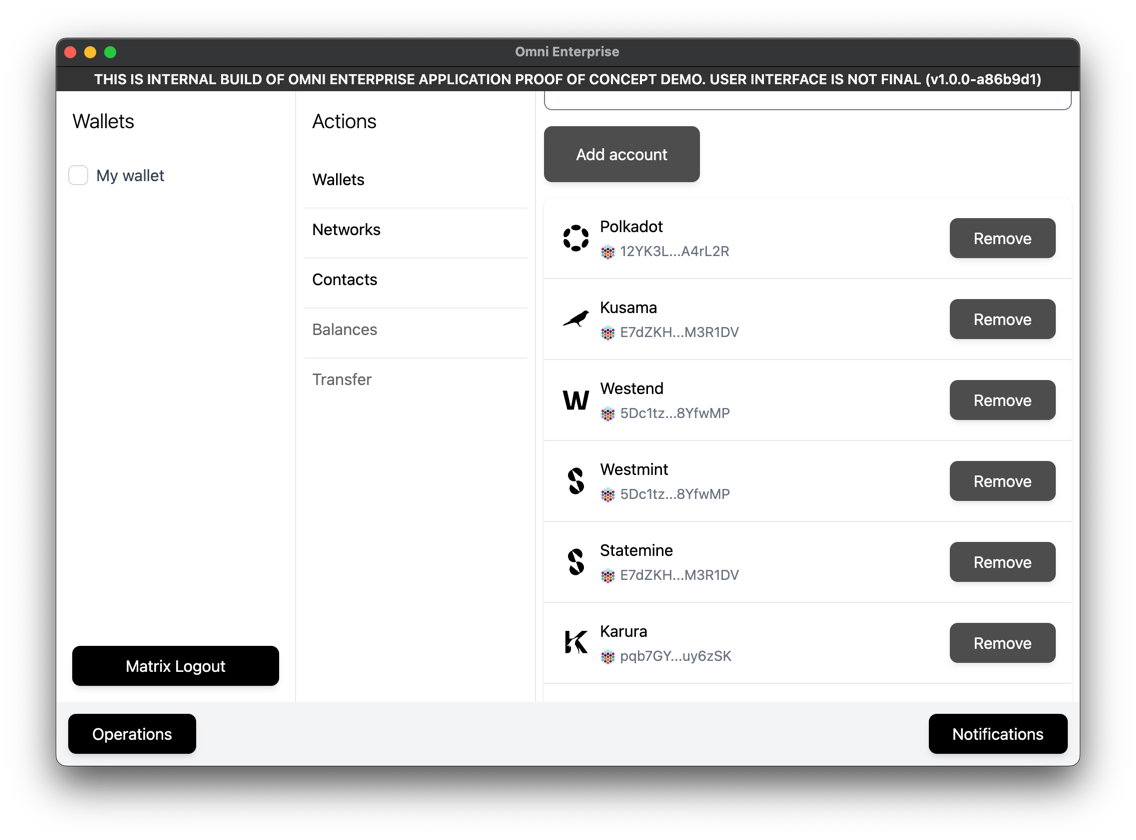 Omni Enterprise
THIS IS INTERNAL BUILD OF OMNI ENTERPRISE APPLICATION PROOF OF CONCEPT DEMO. USER INTERFACE IS NOT FINAL (v1.0.0-a86b9d1)
Wallets
My wallet
Matrix Logout
Actions
Wallets
Networks
Contacts
Balances
Transfer
Add account
Polkadot
12YK3L...A4rL2R
Remove
Kusama
E7dZKH...M3R1DV
Remove
Westend
5Dc1tz...8YfwMP
Remove
Westmint
5Dc1tz...8YfwMP
Remove
Statemine
E7dZKH...M3R1DV
Remove
Karura
pqb7GY...uy6zSK
Remove
Operations
Notifications